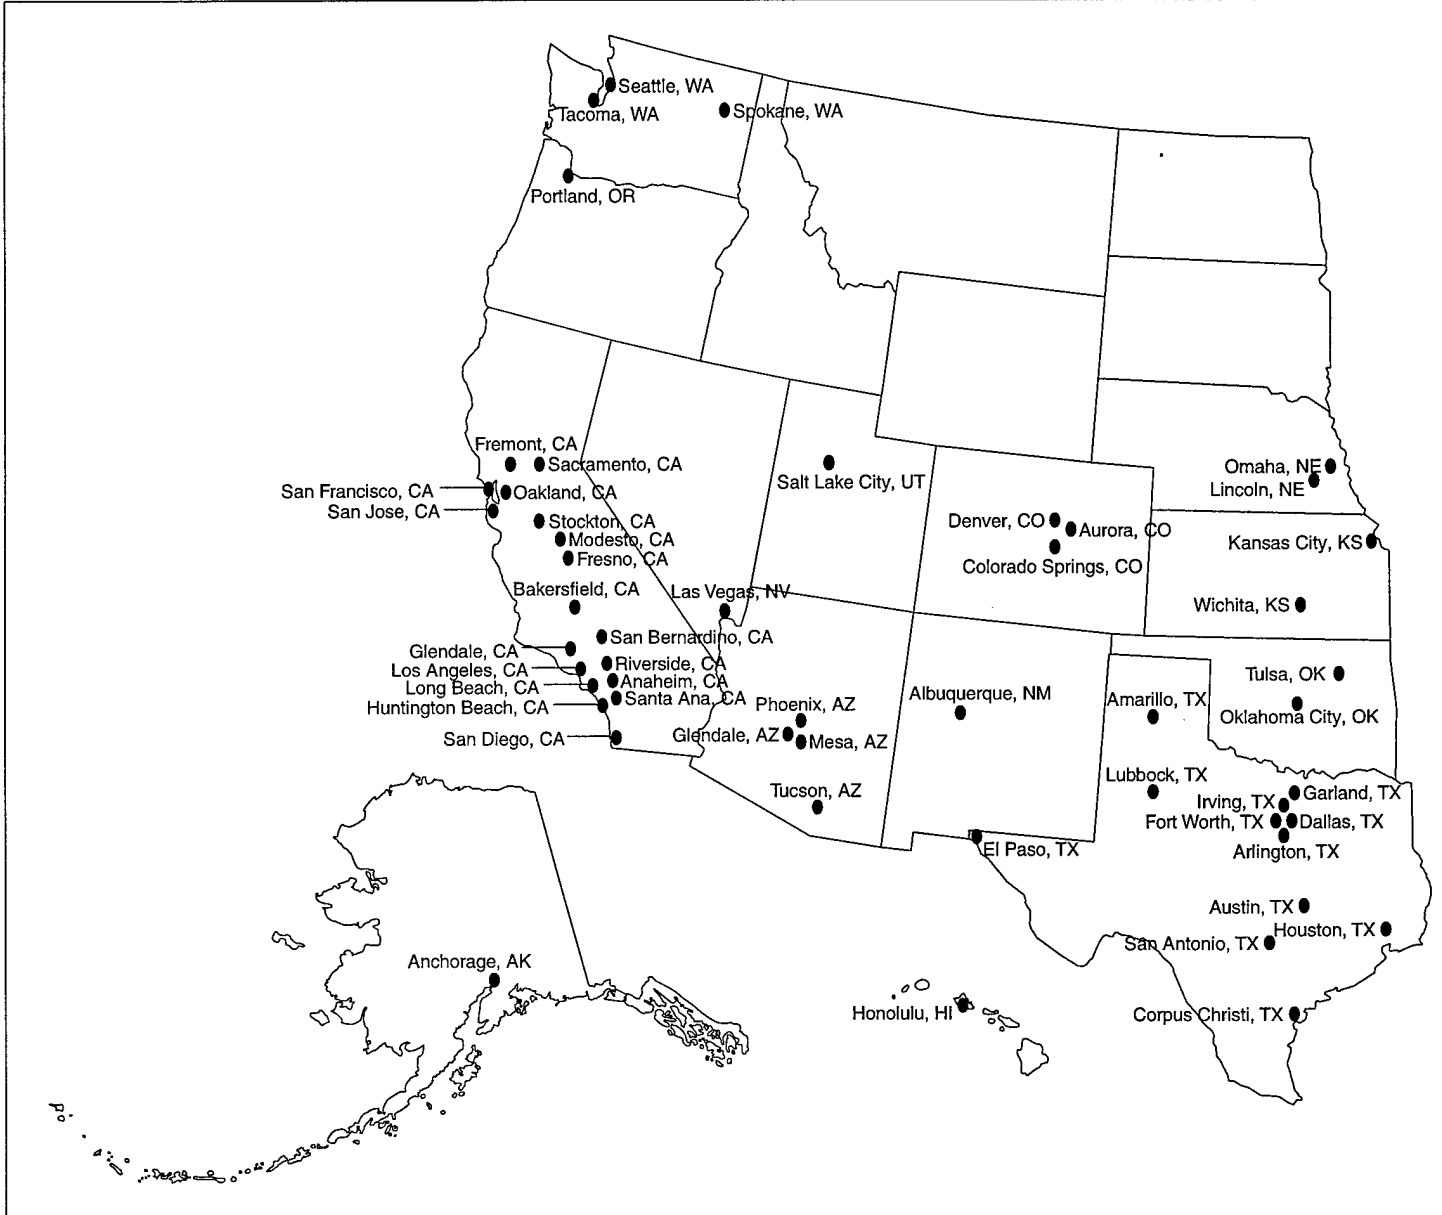 Seattle, WA
Tacoma, WA
Spokane, WA
Portland, OR
Fremont, CA
Sacramento, CA
San Francisco, CA
Oakland, CA
San Jose, CA
Stockton, CA
Modesto, CA
Fresno, CA
Bakersfield, CA
Las Vegas, NV
San Bernardino, CA
Glendale, CA
Riverside, CA
Los Angeles, CA
Anaheim, CA
Long Beach, CA
Santa Ana, CA
Huntington Beach, CA
San Diego, CA
Salt Lake City, UT
Denver, CO
Aurora, CO
Colorado Springs, CO
Omaha, NE
Lincoln, NE
Kansas City, KS
Wichita, KS
Tulsa, OK
Oklahoma City, OK
Phoenix, AZ
Glendale, AZ
Mesa, AZ
Tucson, AZ
Albuquerque, NM
Amarillo, TX
Lubbock, TX
Garland, TX
Irving, TX
Fort Worth, TX
Dallas, TX
Arlington, TX
El Paso, TX
Austin, TX
Houston, TX
San Antonio, TX
Corpus Christi, TX
Anchorage, AK
Honolulu, HI